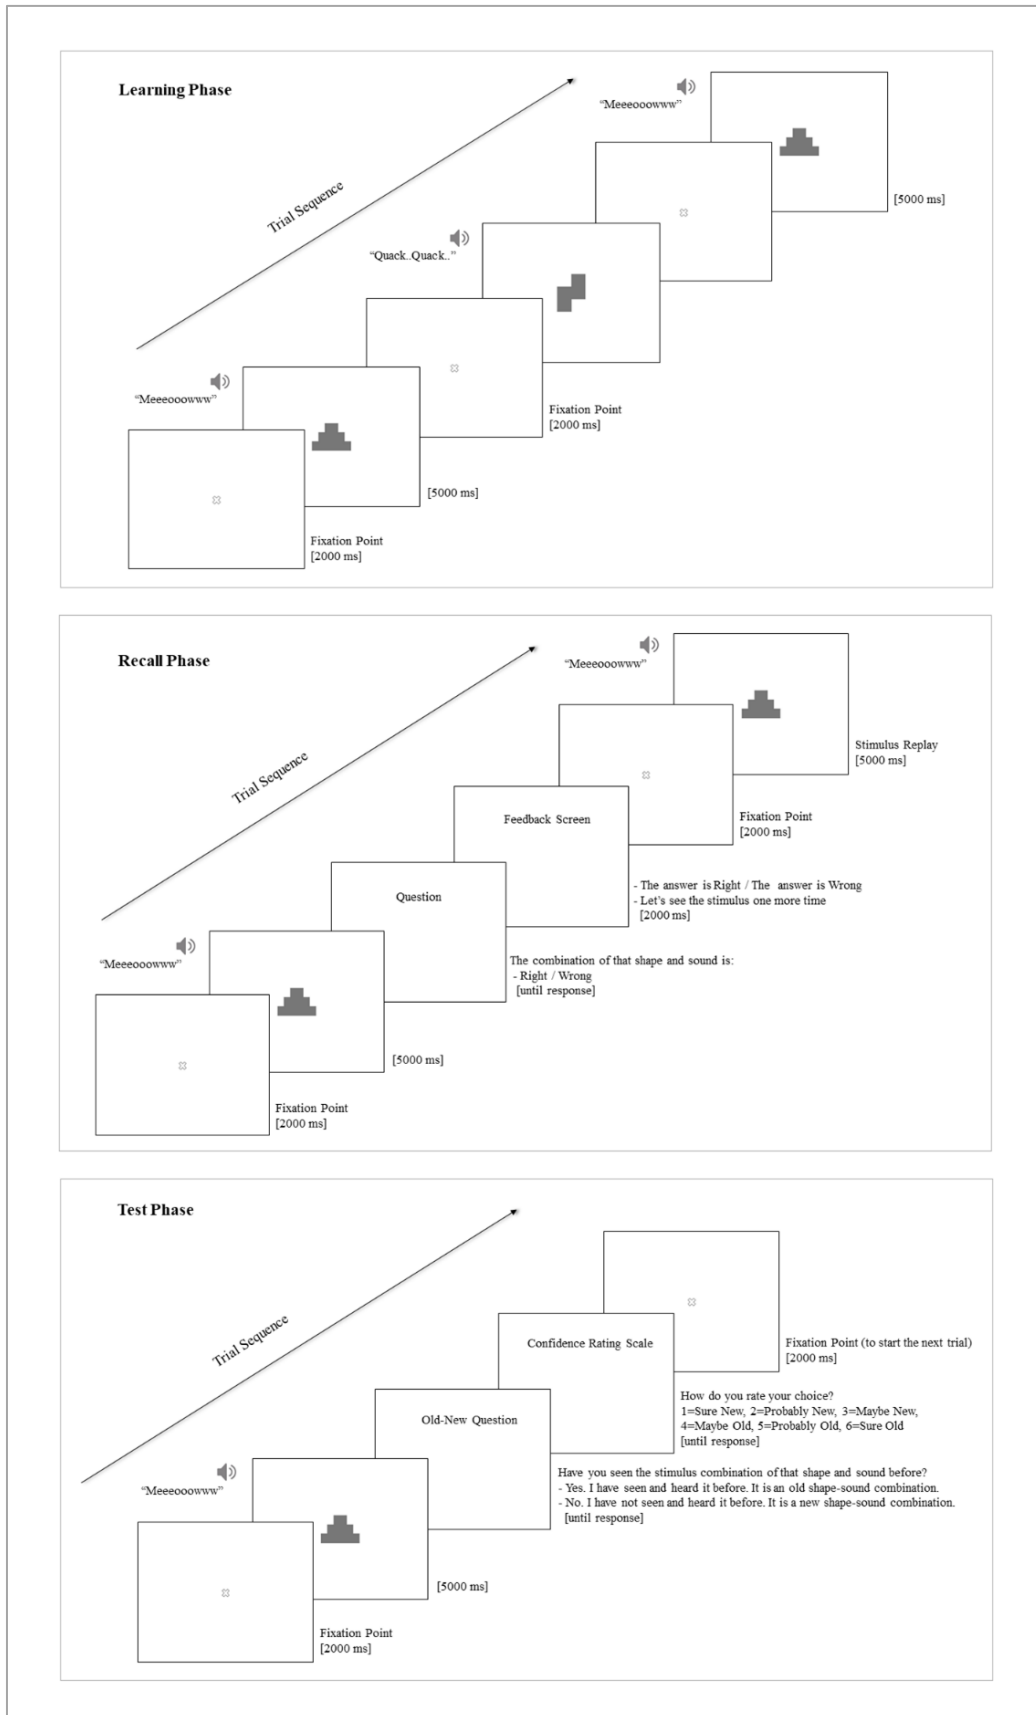 Learning Phase
Trial Sequence
“Meeeooowww”
[5000 ms]
“Quack..Quack..”
Fixation Point
[2000 ms]
“Meeeooowww”
[5000 ms]
Fixation Point
[2000 ms]
Recall Phase
Trial Sequence
“Meeeooowww”
Stimulus Replay
[5000 ms]
Fixation Point
[2000 ms]
Feedback Screen
- The answer is Right / The answer is Wrong
- Let’s see the stimulus one more time
[2000 ms]
Question
The combination of that shape and sound is:
- Right / Wrong
[until response]
“Meeeooowww”
[5000 ms]
Fixation Point
[2000 ms]
Test Phase
Trial Sequence
Fixation Point (to start the next trial)
[2000 ms]
Confidence Rating Scale
How do you rate your choice?
1=Sure New, 2=Probably New, 3=Maybe New,
4=Maybe Old, 5=Probably Old, 6=Sure Old
[until response]
Old-New Question
Have you seen the stimulus combination of that shape and sound before?
- Yes. I have seen and heard it before. It is an old shape-sound combination.
- No. I have not seen and heard it before. It is a new shape-sound combination.
[until response]
“Meeeooowww”
[5000 ms]
Fixation Point
[2000 ms]